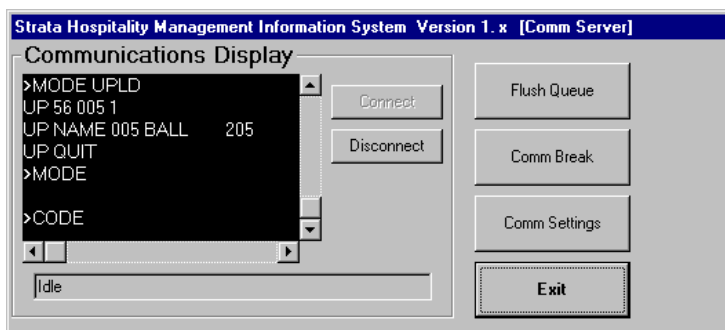 Strata Hospitality Management Information System Version 1. x [Comm Server]
Communications Display
>MODE UPLD
UP 56 005 1
UP NAME 005 BALL 205
UP QUIT
>MODE
>CODE
Idle
Connect
Disconnect
Flush Queue
Comm Break
Comm Settings
Exit